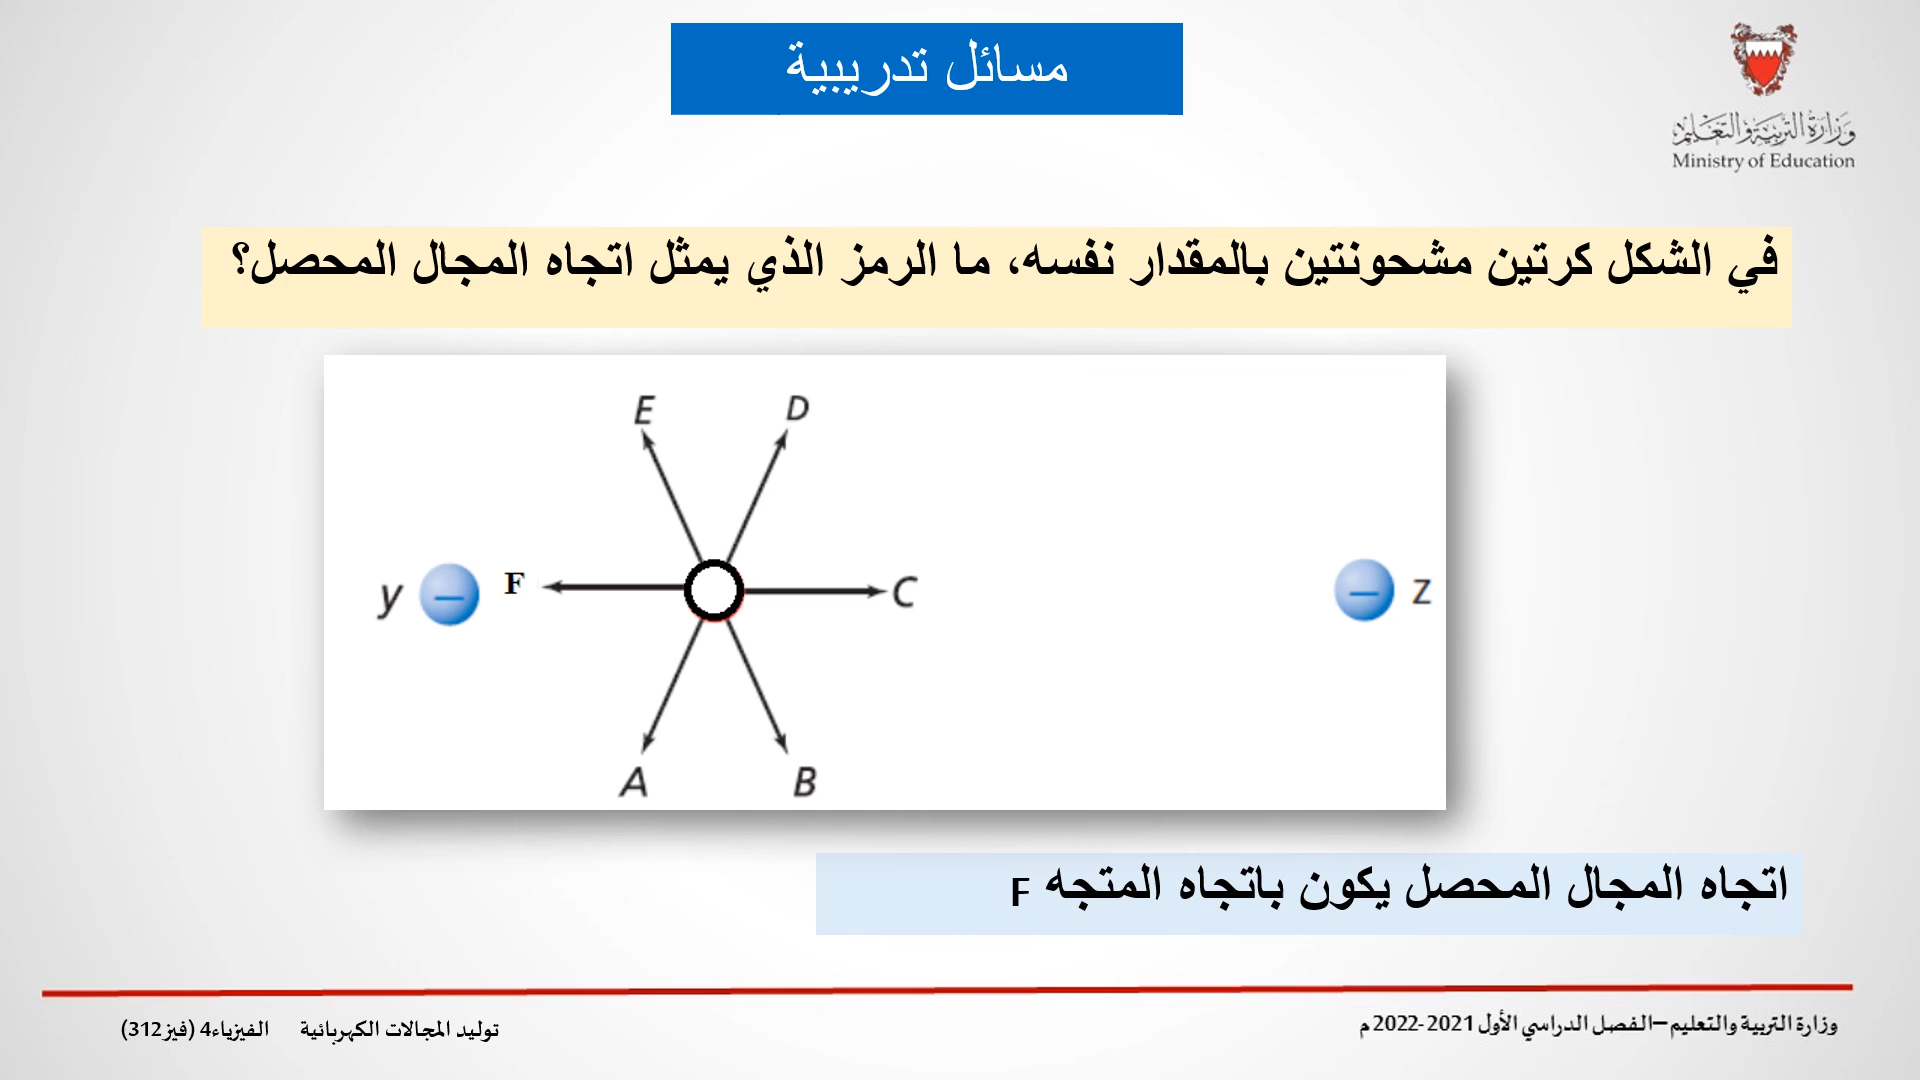 مسائل تدريبية
وزارة التربية والتعليم
Ministry of Education
في الشكل كرتين مشحونتين بالمقدار نفسه، ما الرمز الذي يمثل اتجاه المجال المحصل؟
E D
y − F C − z
A B
اتجاه المجال المحصل يكون باتجاه المتجه F
وزارة التربية والتعليم –الفصل الدراسي الأول 2021-2022 م
توليد المجالات الكهربائية الفيزياء4 (فيز312)